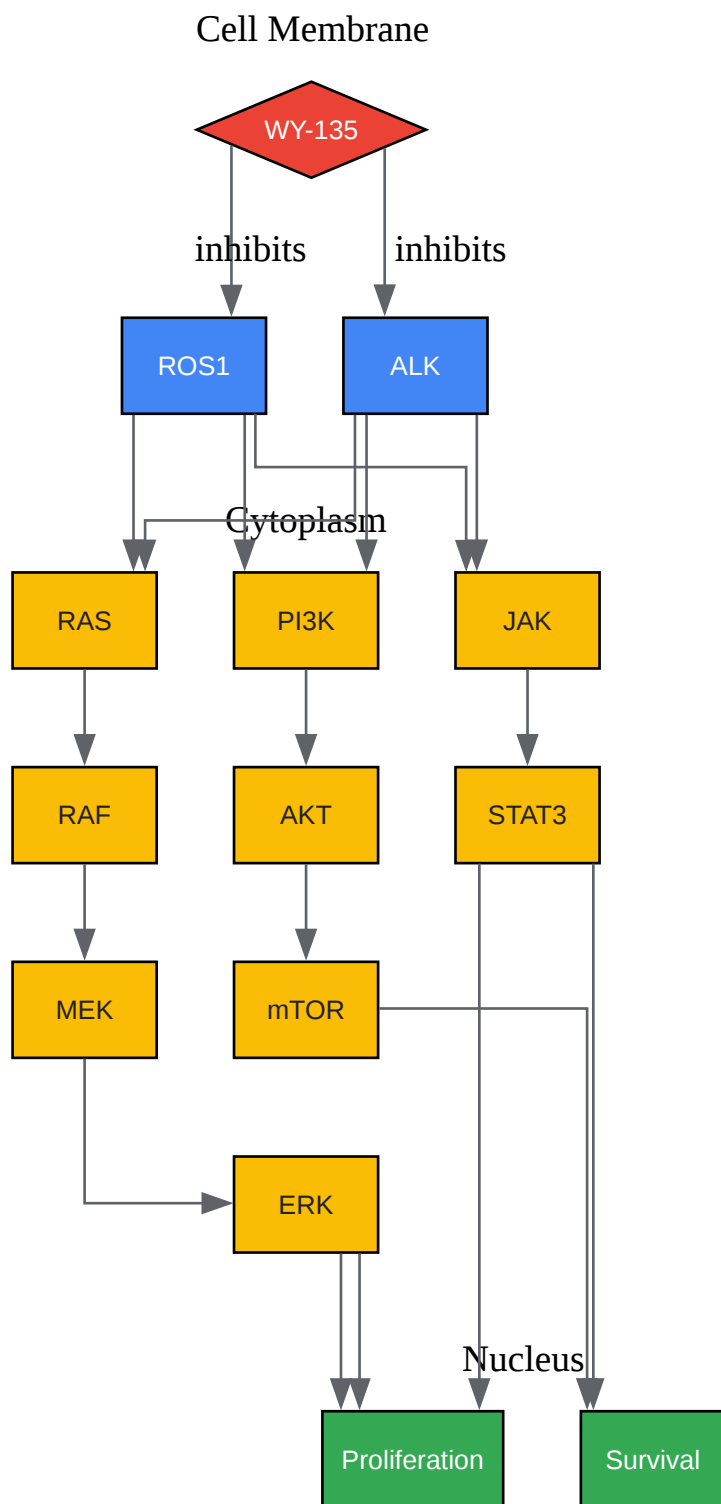 Cell Membrane
WY-135
inhibits
inhibits
ROS1
ALK
Cytoplasm
RAS
PI3K
JAK
RAF
AKT
STAT3
MEK
mTOR
ERK
Nucleus
Proliferation
Survival